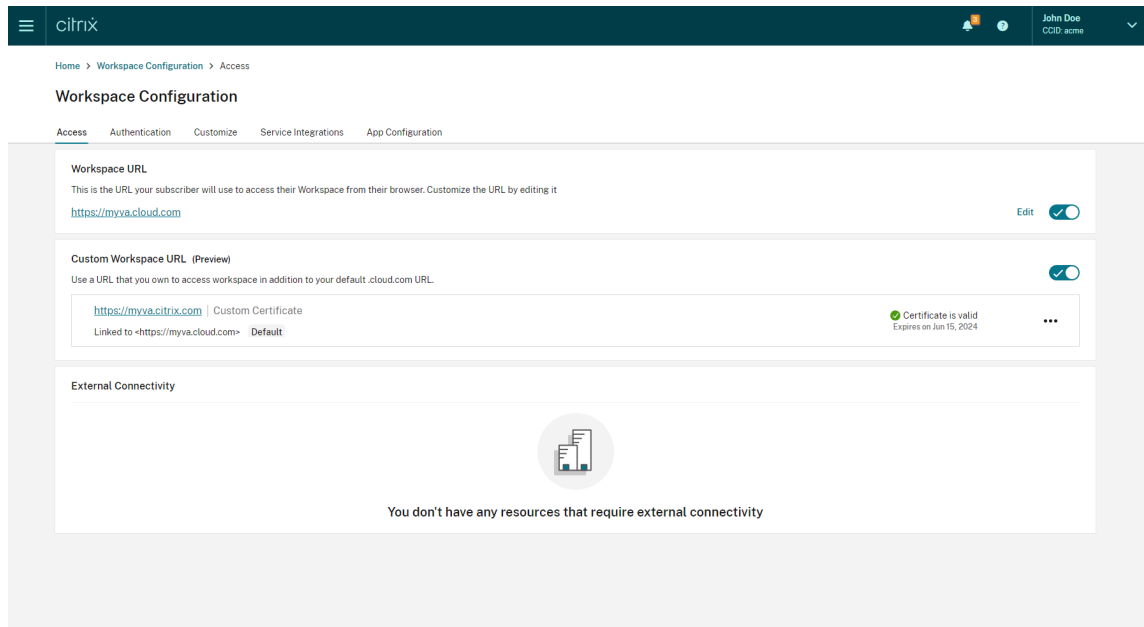 citrix
3
?
John Doe
CCID: acme
Home > Workspace Configuration > Access
Workspace Configuration
Access Authentication Customize Service Integrations App Configuration
Workspace URL
This is the URL your subscriber will use to access their Workspace from their browser. Customize the URL by editing it
https://myva.cloud.com
Edit
Custom Workspace URL (Preview)
Use a URL that you own to access workspace in addition to your default .cloud.com URL.
https://myva.citrix.com | Custom Certificate
Linked to <https://myva.cloud.com> Default
Certificate is valid
Expires on Jun 15, 2024
External Connectivity
You don't have any resources that require external connectivity